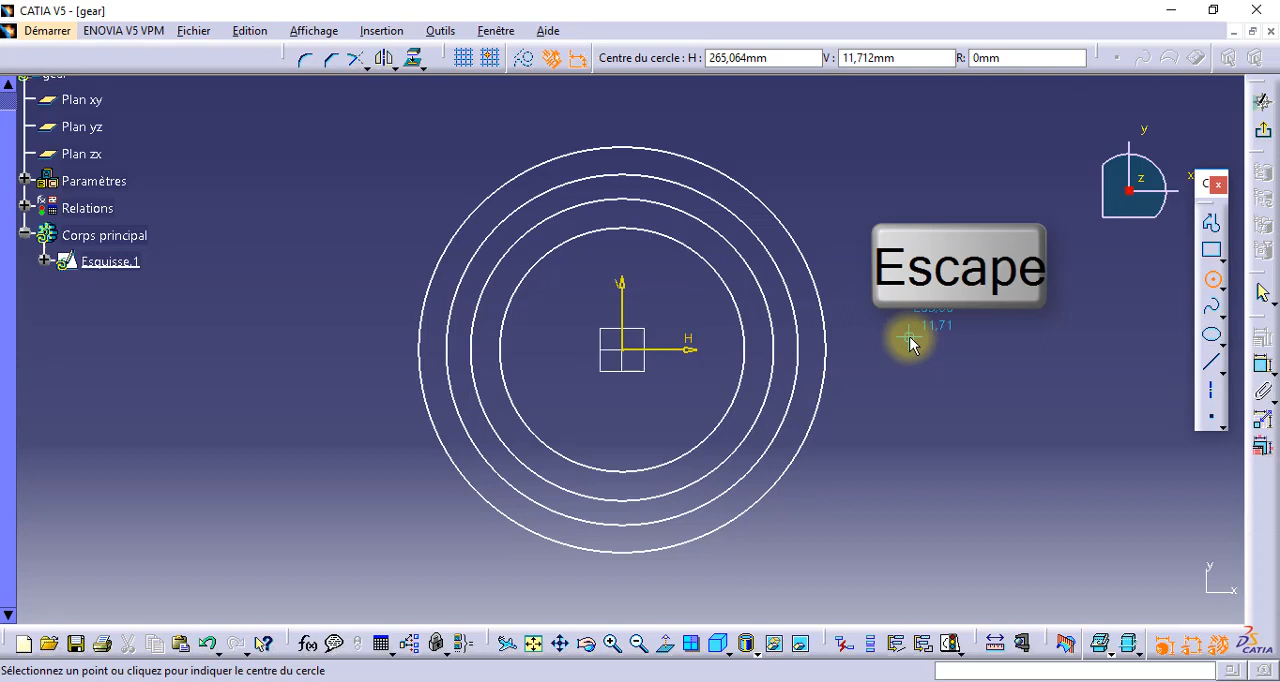 CATIA V5 - [gear]
Démarrer ENOVIA V5 VPM Fichier Edition Affichage Insertion Outils Fenêtre Aide
Centre du cercle : H : 265,064mm V : 11,712mm R: 0mm
gear
Plan xy
Plan yz
Plan zx
Paramètres
Relations
Corps principal
Esquisse.1
y
x
z
Escape
11,71
V
H
y
x
f(x)
CATIA
Sélectionnez un point ou cliquez pour indiquer le centre du cercle